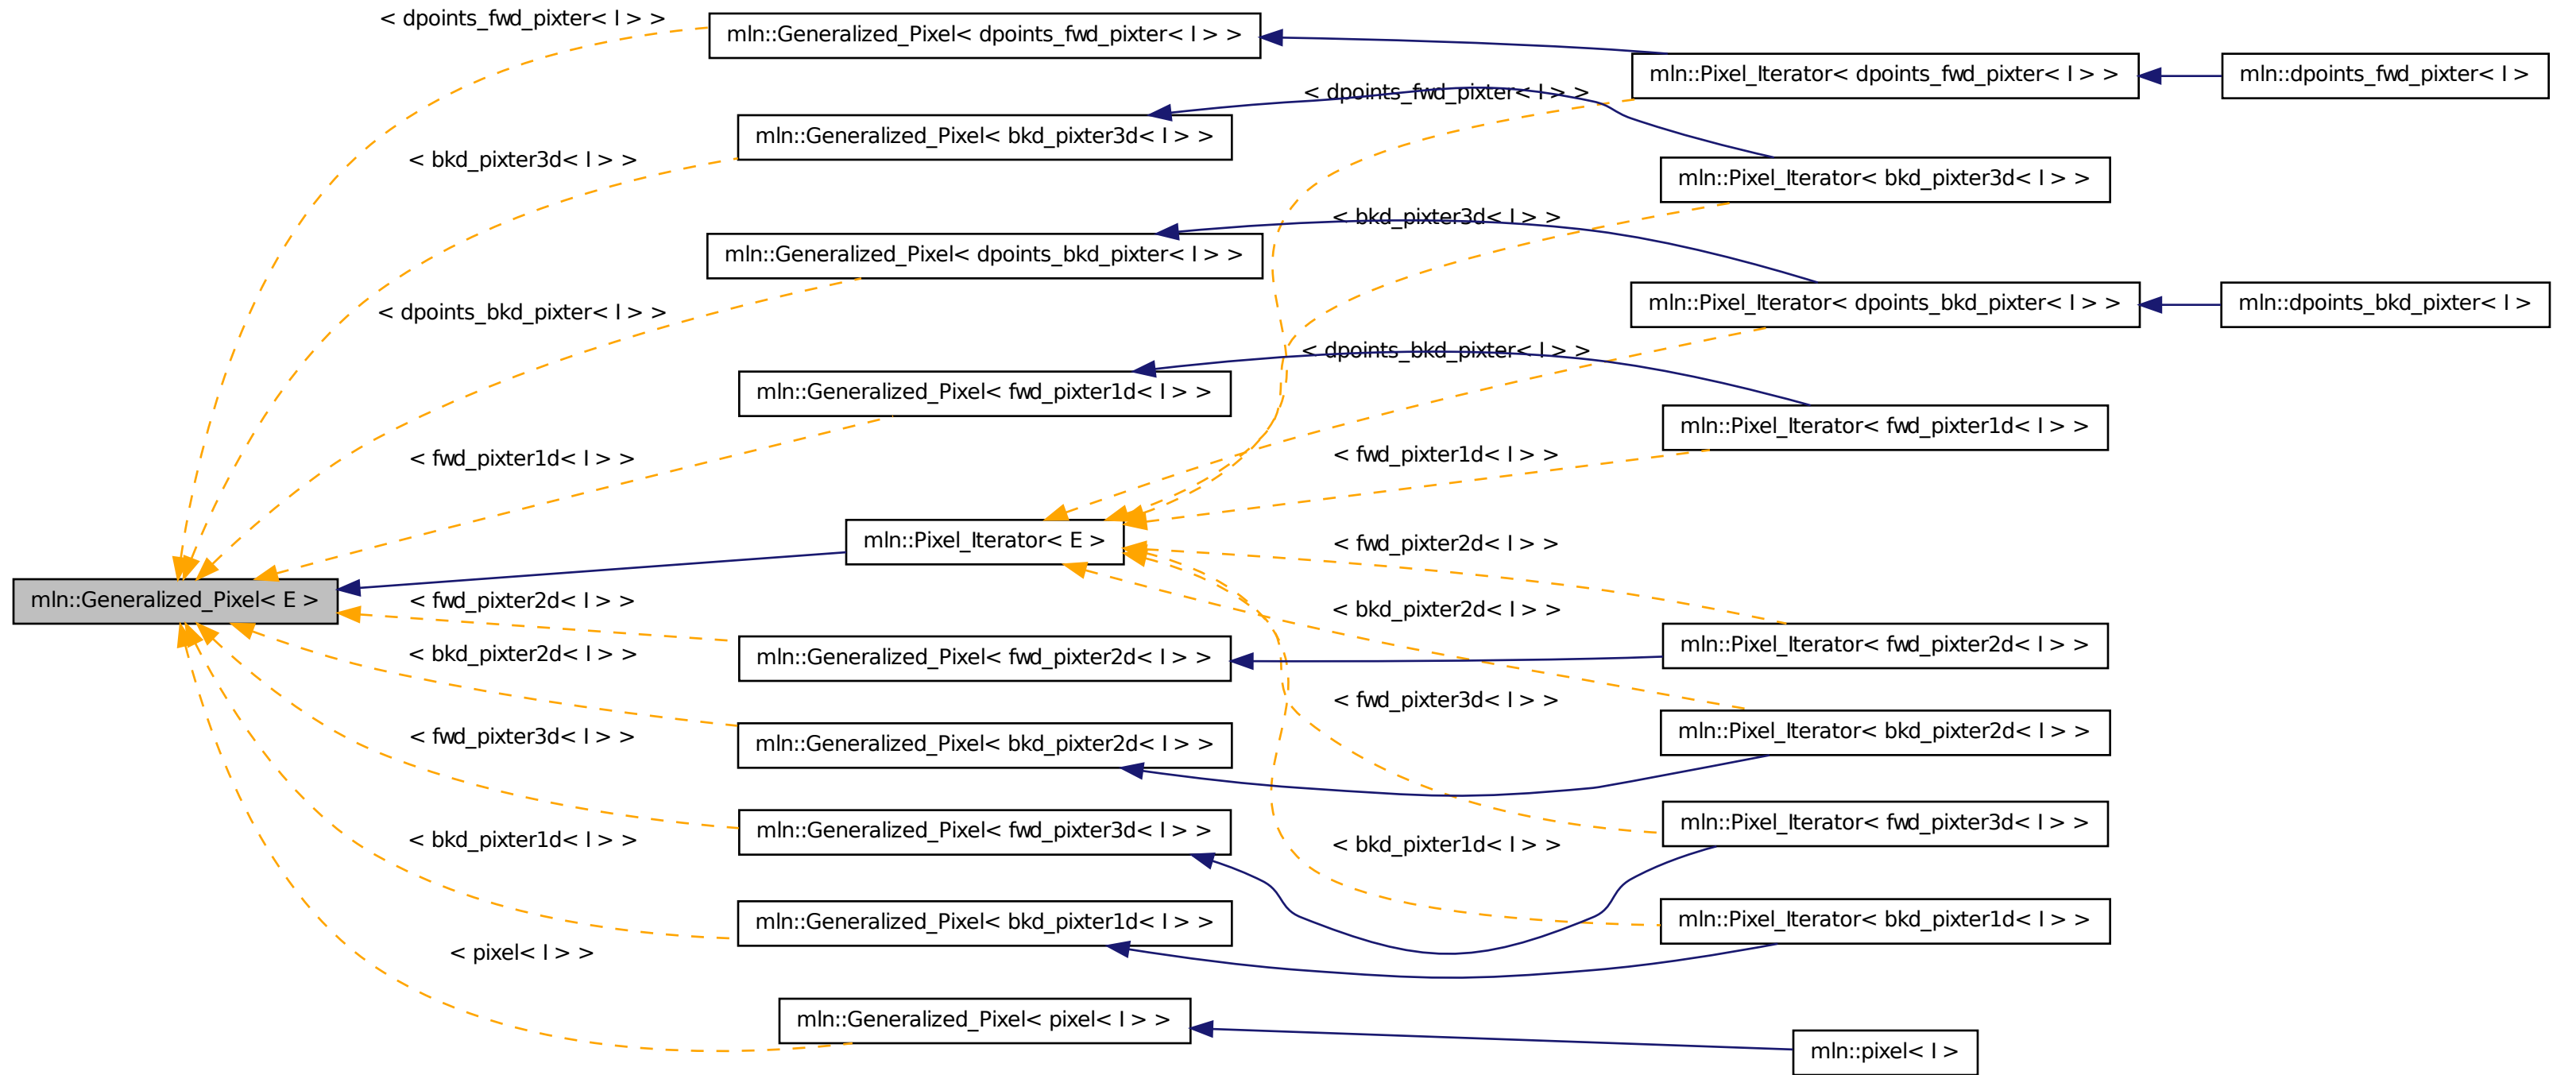 < dpoints_fwd_pixter< I > >
mln::Generalized_Pixel< dpoints_fwd_pixter< I > >
mln::Pixel_Iterator< dpoints_fwd_pixter< I > >
mln::dpoints_fwd_pixter< I >
< dpoints_fwd_pixter< I > >
mln::Generalized_Pixel< bkd_pixter3d< I > >
< bkd_pixter3d< I > >
mln::Pixel_Iterator< bkd_pixter3d< I > >
< bkd_pixter3d< I > >
mln::Generalized_Pixel< dpoints_bkd_pixter< I > >
mln::Pixel_Iterator< dpoints_bkd_pixter< I > >
mln::dpoints_bkd_pixter< I >
< dpoints_bkd_pixter< I > >
< dpoints_bkd_pixter< I > >
mln::Generalized_Pixel< fwd_pixter1d< I > >
mln::Pixel_Iterator< fwd_pixter1d< I > >
< fwd_pixter1d< I > >
< fwd_pixter1d< I > >
mln::Pixel_Iterator< E >
< fwd_pixter2d< I > >
mln::Generalized_Pixel< E >
< fwd_pixter2d< I > >
< bkd_pixter2d< I > >
mln::Pixel_Iterator< fwd_pixter2d< I > >
< bkd_pixter2d< I > >
mln::Generalized_Pixel< fwd_pixter2d< I > >
< fwd_pixter3d< I > >
mln::Pixel_Iterator< bkd_pixter2d< I > >
< fwd_pixter3d< I > >
mln::Generalized_Pixel< bkd_pixter2d< I > >
mln::Pixel_Iterator< fwd_pixter3d< I > >
mln::Generalized_Pixel< fwd_pixter3d< I > >
< bkd_pixter1d< I > >
< bkd_pixter1d< I > >
mln::Generalized_Pixel< bkd_pixter1d< I > >
mln::Pixel_Iterator< bkd_pixter1d< I > >
< pixel< I > >
mln::Generalized_Pixel< pixel< I > >
mln::pixel< I >